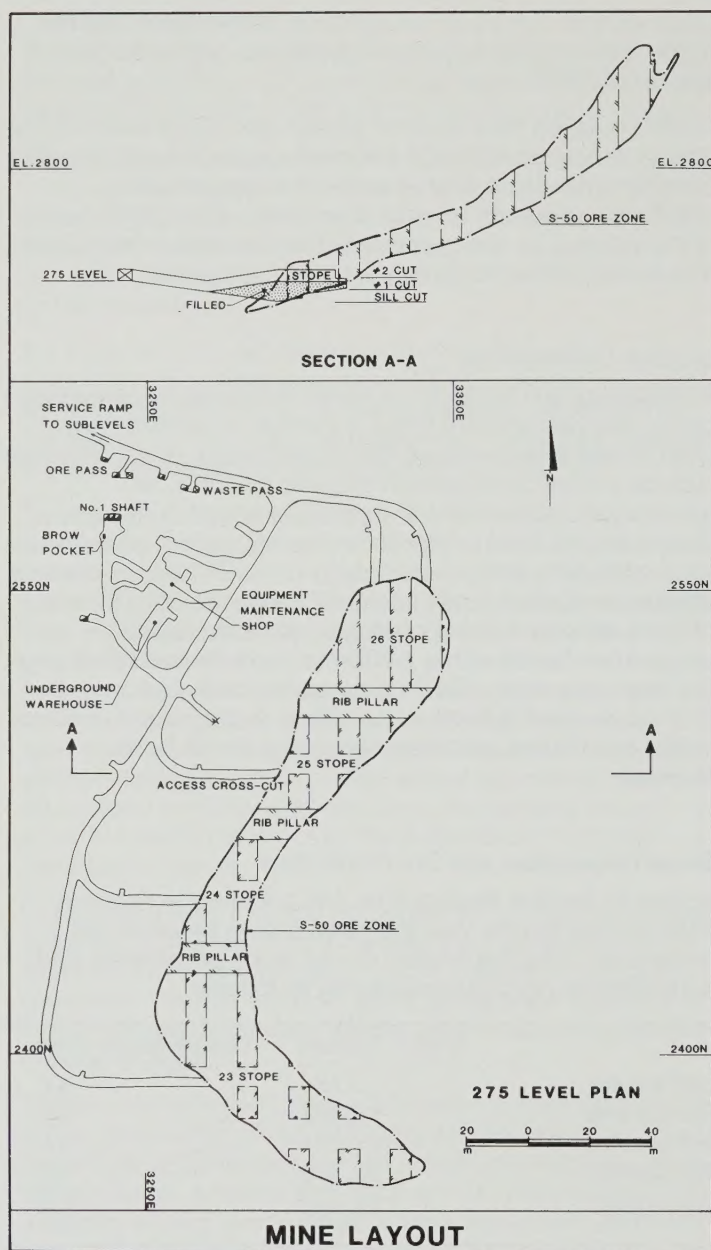 EL.2800
EL.2800
S-50 ORE ZONE
275 LEVEL
STOPE
#2 CUT
#1 CUT
SILL CUT
FILLED
SECTION A-A
3250E
3350E
SERVICE RAMP
TO SUBLEVELS
ORE PASS
WASTE PASS
No.1 SHAFT
N
BROW
POCKET
2550N
2550N
EQUIPMENT
MAINTENANCE
SHOP
26 STOPE
UNDERGROUND
WAREHOUSE
RIB PILLAR
A
A
25 STOPE
ACCESS CROSS-CUT
RIB PILLAR
24 STOPE
S-50 ORE ZONE
RIB PILLAR
2400N
2400N
23 STOPE
275 LEVEL PLAN
20 0 20 40
m m
3250E
MINE LAYOUT